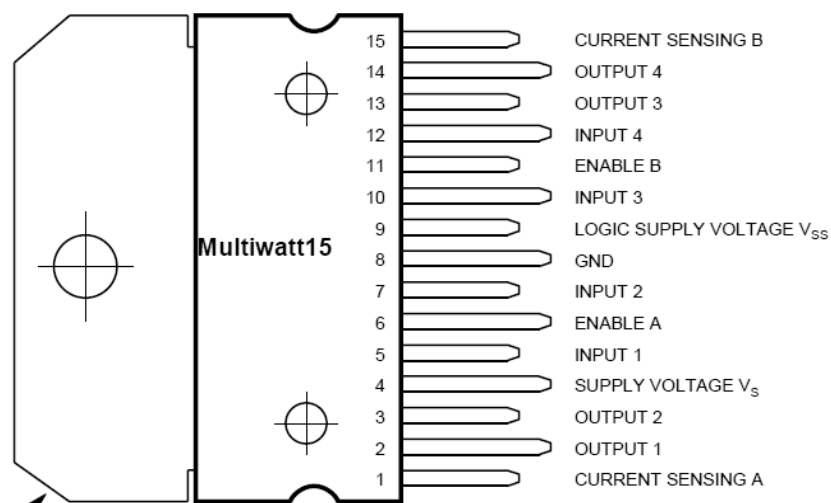 15 CURRENT SENSING B
14 OUTPUT 4
13 OUTPUT 3
12 INPUT 4
11 ENABLE B
10 INPUT 3
9 LOGIC SUPPLY VOLTAGE VSS
Multiwatt15
8 GND
7 INPUT 2
6 ENABLE A
5 INPUT 1
4 SUPPLY VOLTAGE VS
3 OUTPUT 2
2 OUTPUT 1
1 CURRENT SENSING A